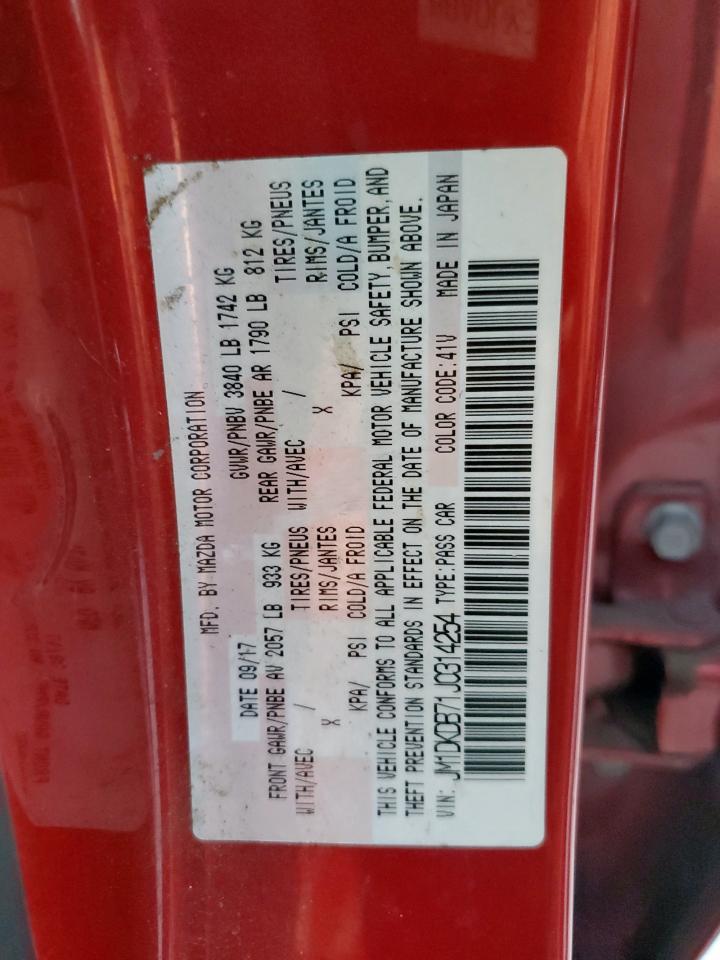 MFD. BY MAZDA MOTOR CORPORATION
DATE 09/17 GVWR/PNBV 3840 LB 1742 KG
FRONT GAWR/PNBE AV 2057 LB 933 KG REAR GAWR/PNBE AR 1790 LB 812 KG
WITH/AVEC / TIRES/PNEUS WITH/AVEC / TIRES/PNEUS
X RIMS/JANTES X RIMS/JANTES
KPA/ PSI COLD/A FROID KPA/ PSI COLD/A FROID
THIS VEHICLE CONFORMS TO ALL APPLICABLE FEDERAL MOTOR VEHICLE SAFETY, BUMPER, AND
THEFT PREVENTION STANDARDS IN EFFECT ON THE DATE OF MANUFACTURE SHOWN ABOVE.
VIN: JM1DKDB71JO314254 TYPE:PASS CAR COLOR CODE:41V MADE IN JAPAN